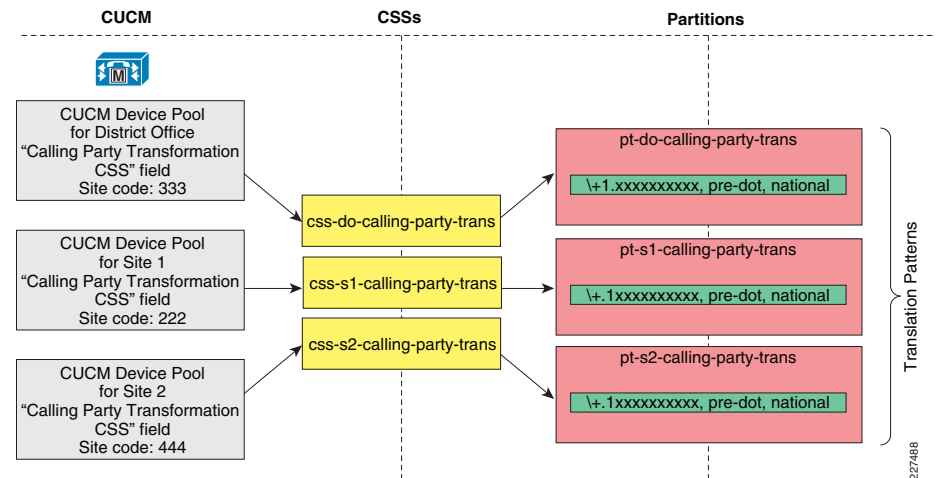 CUCM
CSSs
Partitions
M
CUCM Device Pool
for District Office
“Calling Party Transformation
CSS” field
Site code: 333
CUCM Device Pool
for Site 1
“Calling Party Transformation
CSS” field
Site code: 222
CUCM Device Pool
for Site 2
“Calling Party Transformation
CSS” field
Site code: 444
css-do-calling-party-trans
css-s1-calling-party-trans
css-s2-calling-party-trans
pt-do-calling-party-trans
\+1.xxxxxxxxxx, pre-dot, national
pt-s1-calling-party-trans
\+.1xxxxxxxxxx, pre-dot, national
pt-s2-calling-party-trans
\+.1xxxxxxxxxx, pre-dot, national
Translation Patterns
227488